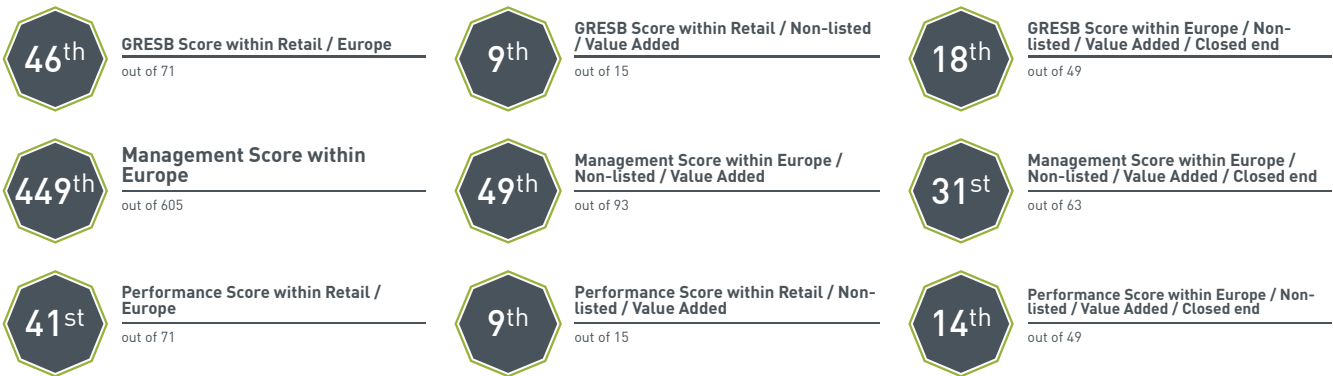 46th
GRESB Score within Retail / Europe
out of 71
9th
GRESB Score within Retail / Non-listed
/ Value Added
out of 15
18th
GRESB Score within Europe / Non-
listed / Value Added / Closed end
out of 49
449th
Management Score within
Europe
out of 605
49th
Management Score within Europe /
Non-listed / Value Added
out of 93
31st
Management Score within Europe /
Non-listed / Value Added / Closed end
out of 63
41st
Performance Score within Retail /
Europe
out of 71
9th
Performance Score within Retail / Non-
listed / Value Added
out of 15
14th
Performance Score within Europe / Non-
listed / Value Added / Closed end
out of 49